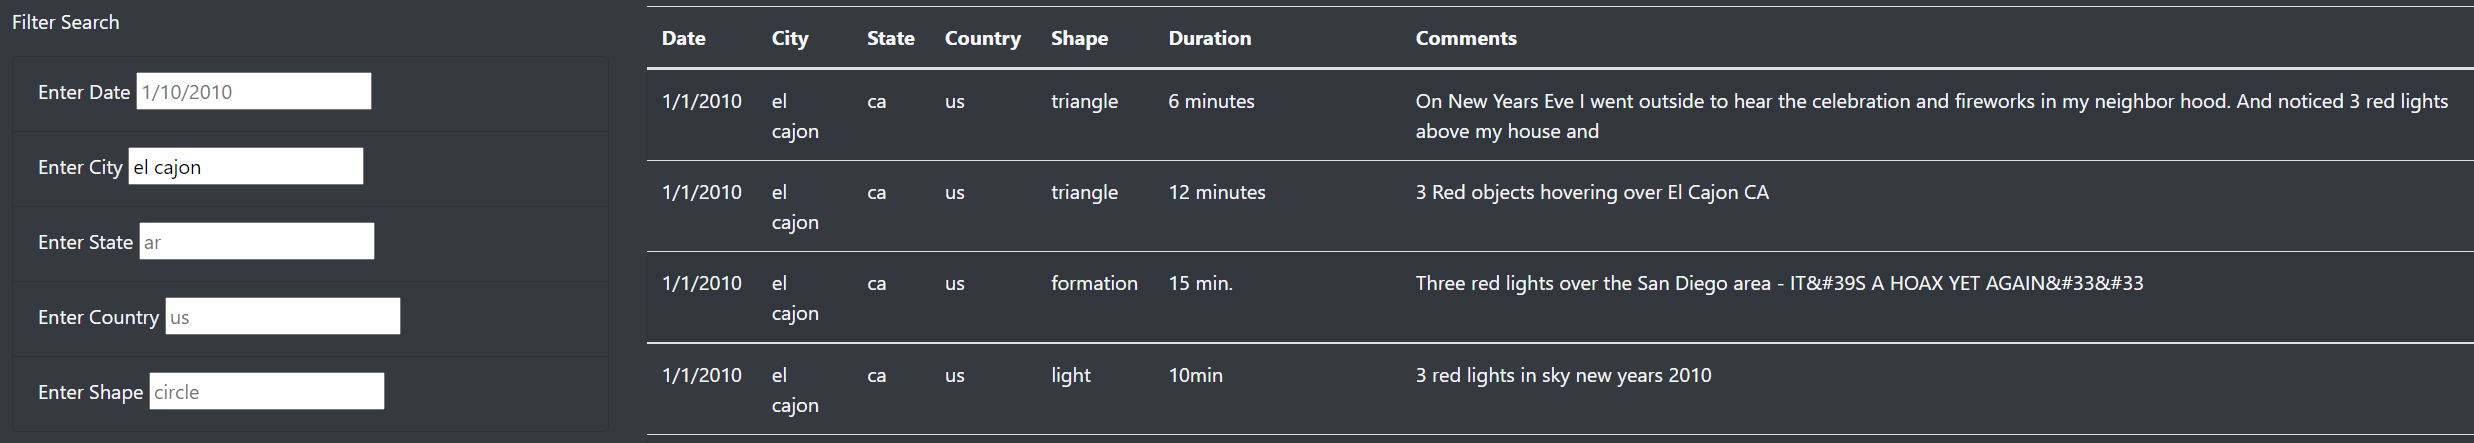 Filter Search
Enter Date 1/10/2010
Enter City el cajon
Enter State ar
Enter Country us
Enter Shape circle
Date City State Country Shape Duration Comments
1/1/2010 el ca us triangle 6 minutes On New Years Eve I went outside to hear the celebration and fireworks in my neighbor hood. And noticed 3 red lights
cajon above my house and
1/1/2010 el ca us triangle 12 minutes 3 Red objects hovering over El Cajon CA
cajon
1/1/2010 el ca us formation 15 min. Three red lights over the San Diego area - IT&#39S A HOAX YET AGAIN&#33&#33
cajon
1/1/2010 el ca us light 10min 3 red lights in sky new years 2010
cajon